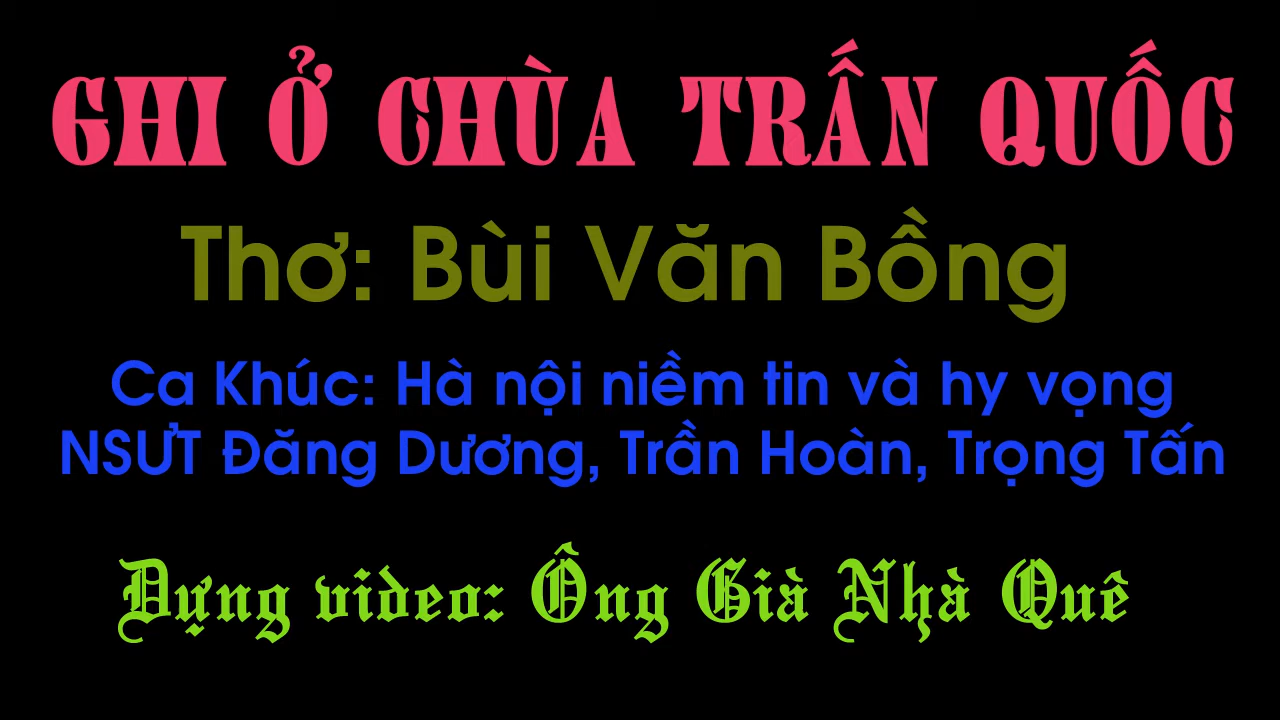 GHI Ở CHÙA TRẤN QUỐC
Thơ: Bùi Văn Bồng
Ca Khúc: Hà nội niềm tin và hy vọng
NSƯT Đăng Dương, Trần Hoàn, Trọng Tấn
Dựng video: Ông Già Nhà Quê